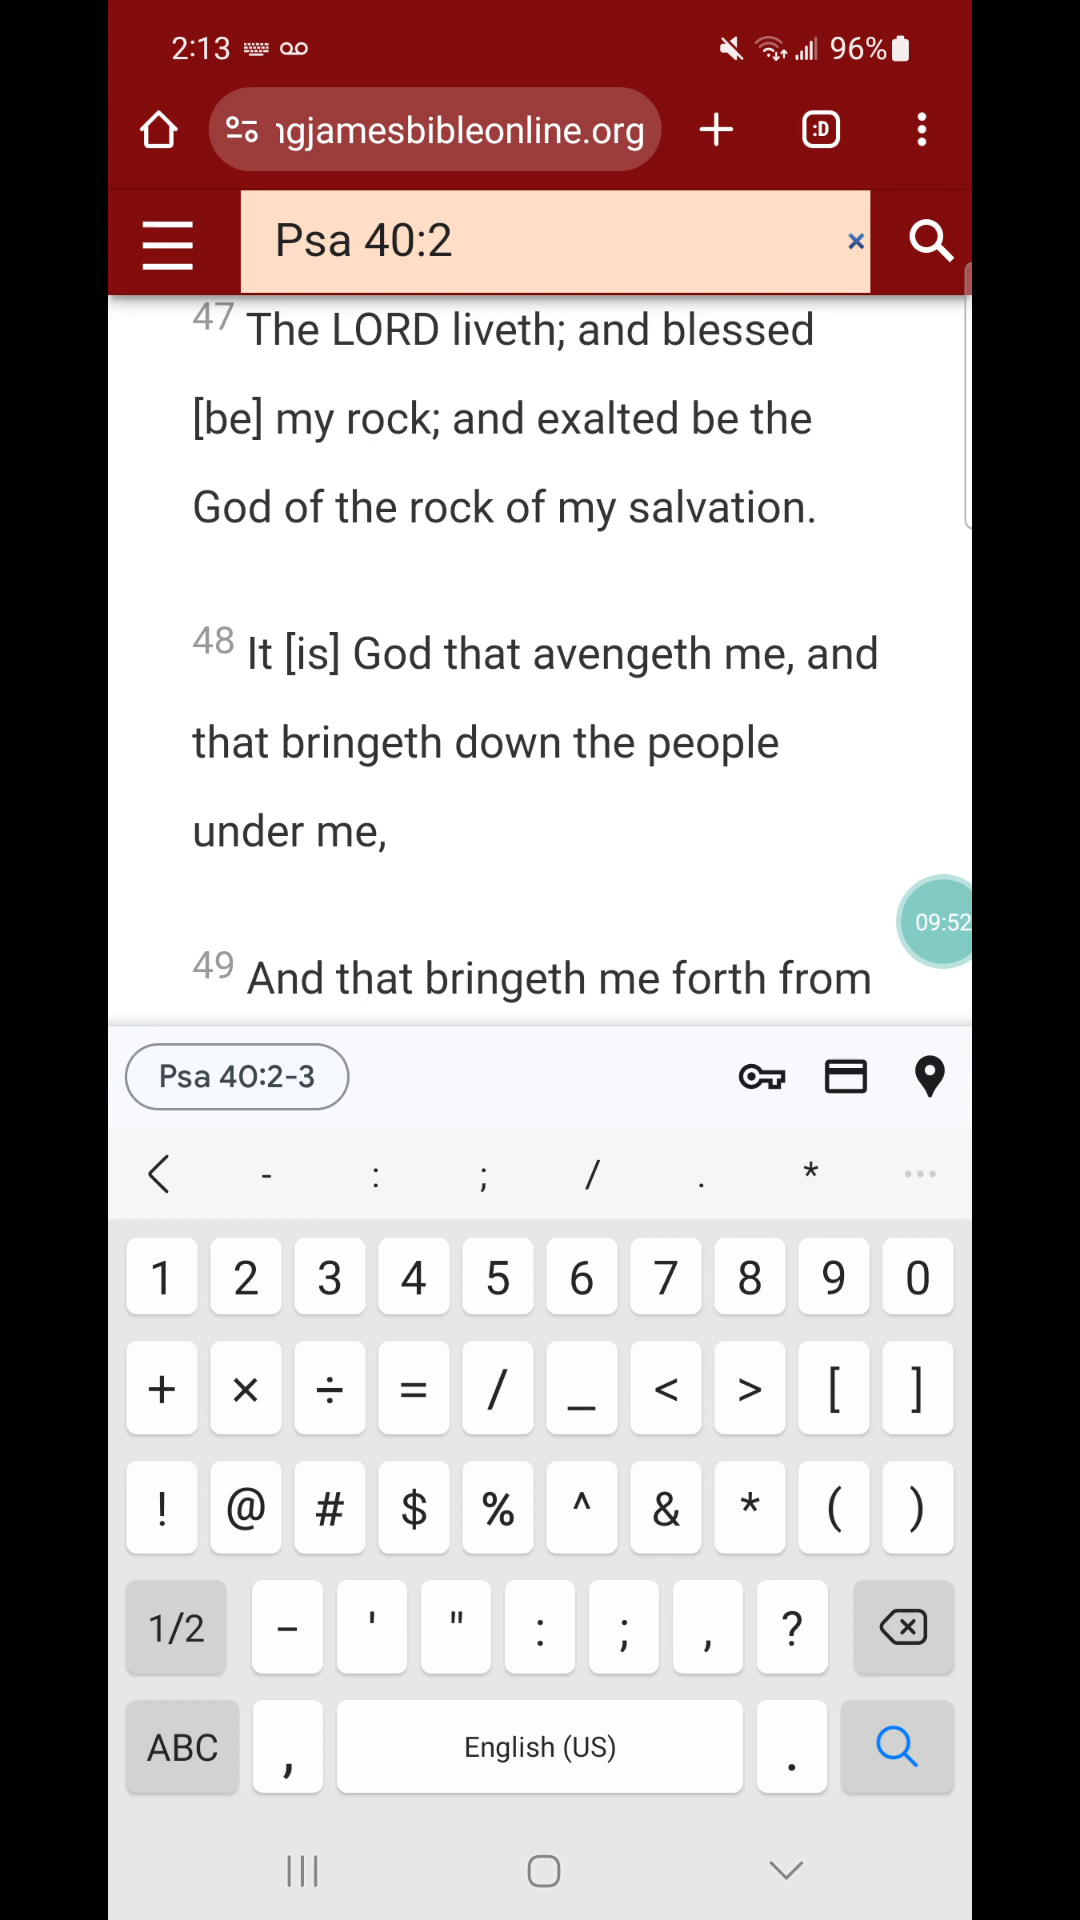 2:13 96%
ngjamesbibleonline.org :D
Psa 40:2 ×
47 The LORD liveth; and blessed
[be] my rock; and exalted be the
God of the rock of my salvation.
48 It [is] God that avengeth me, and
that bringeth down the people
under me,
09:52
49 And that bringeth me forth from
Psa 40:2-3
- : ; / . * ...
1 2 3 4 5 6 7 8 9 0
+ × ÷ = / _ < > [ ]
! @ # $ % ^ & * ( )
1/2 - ' " : ; , ?
ABC , English (US) .